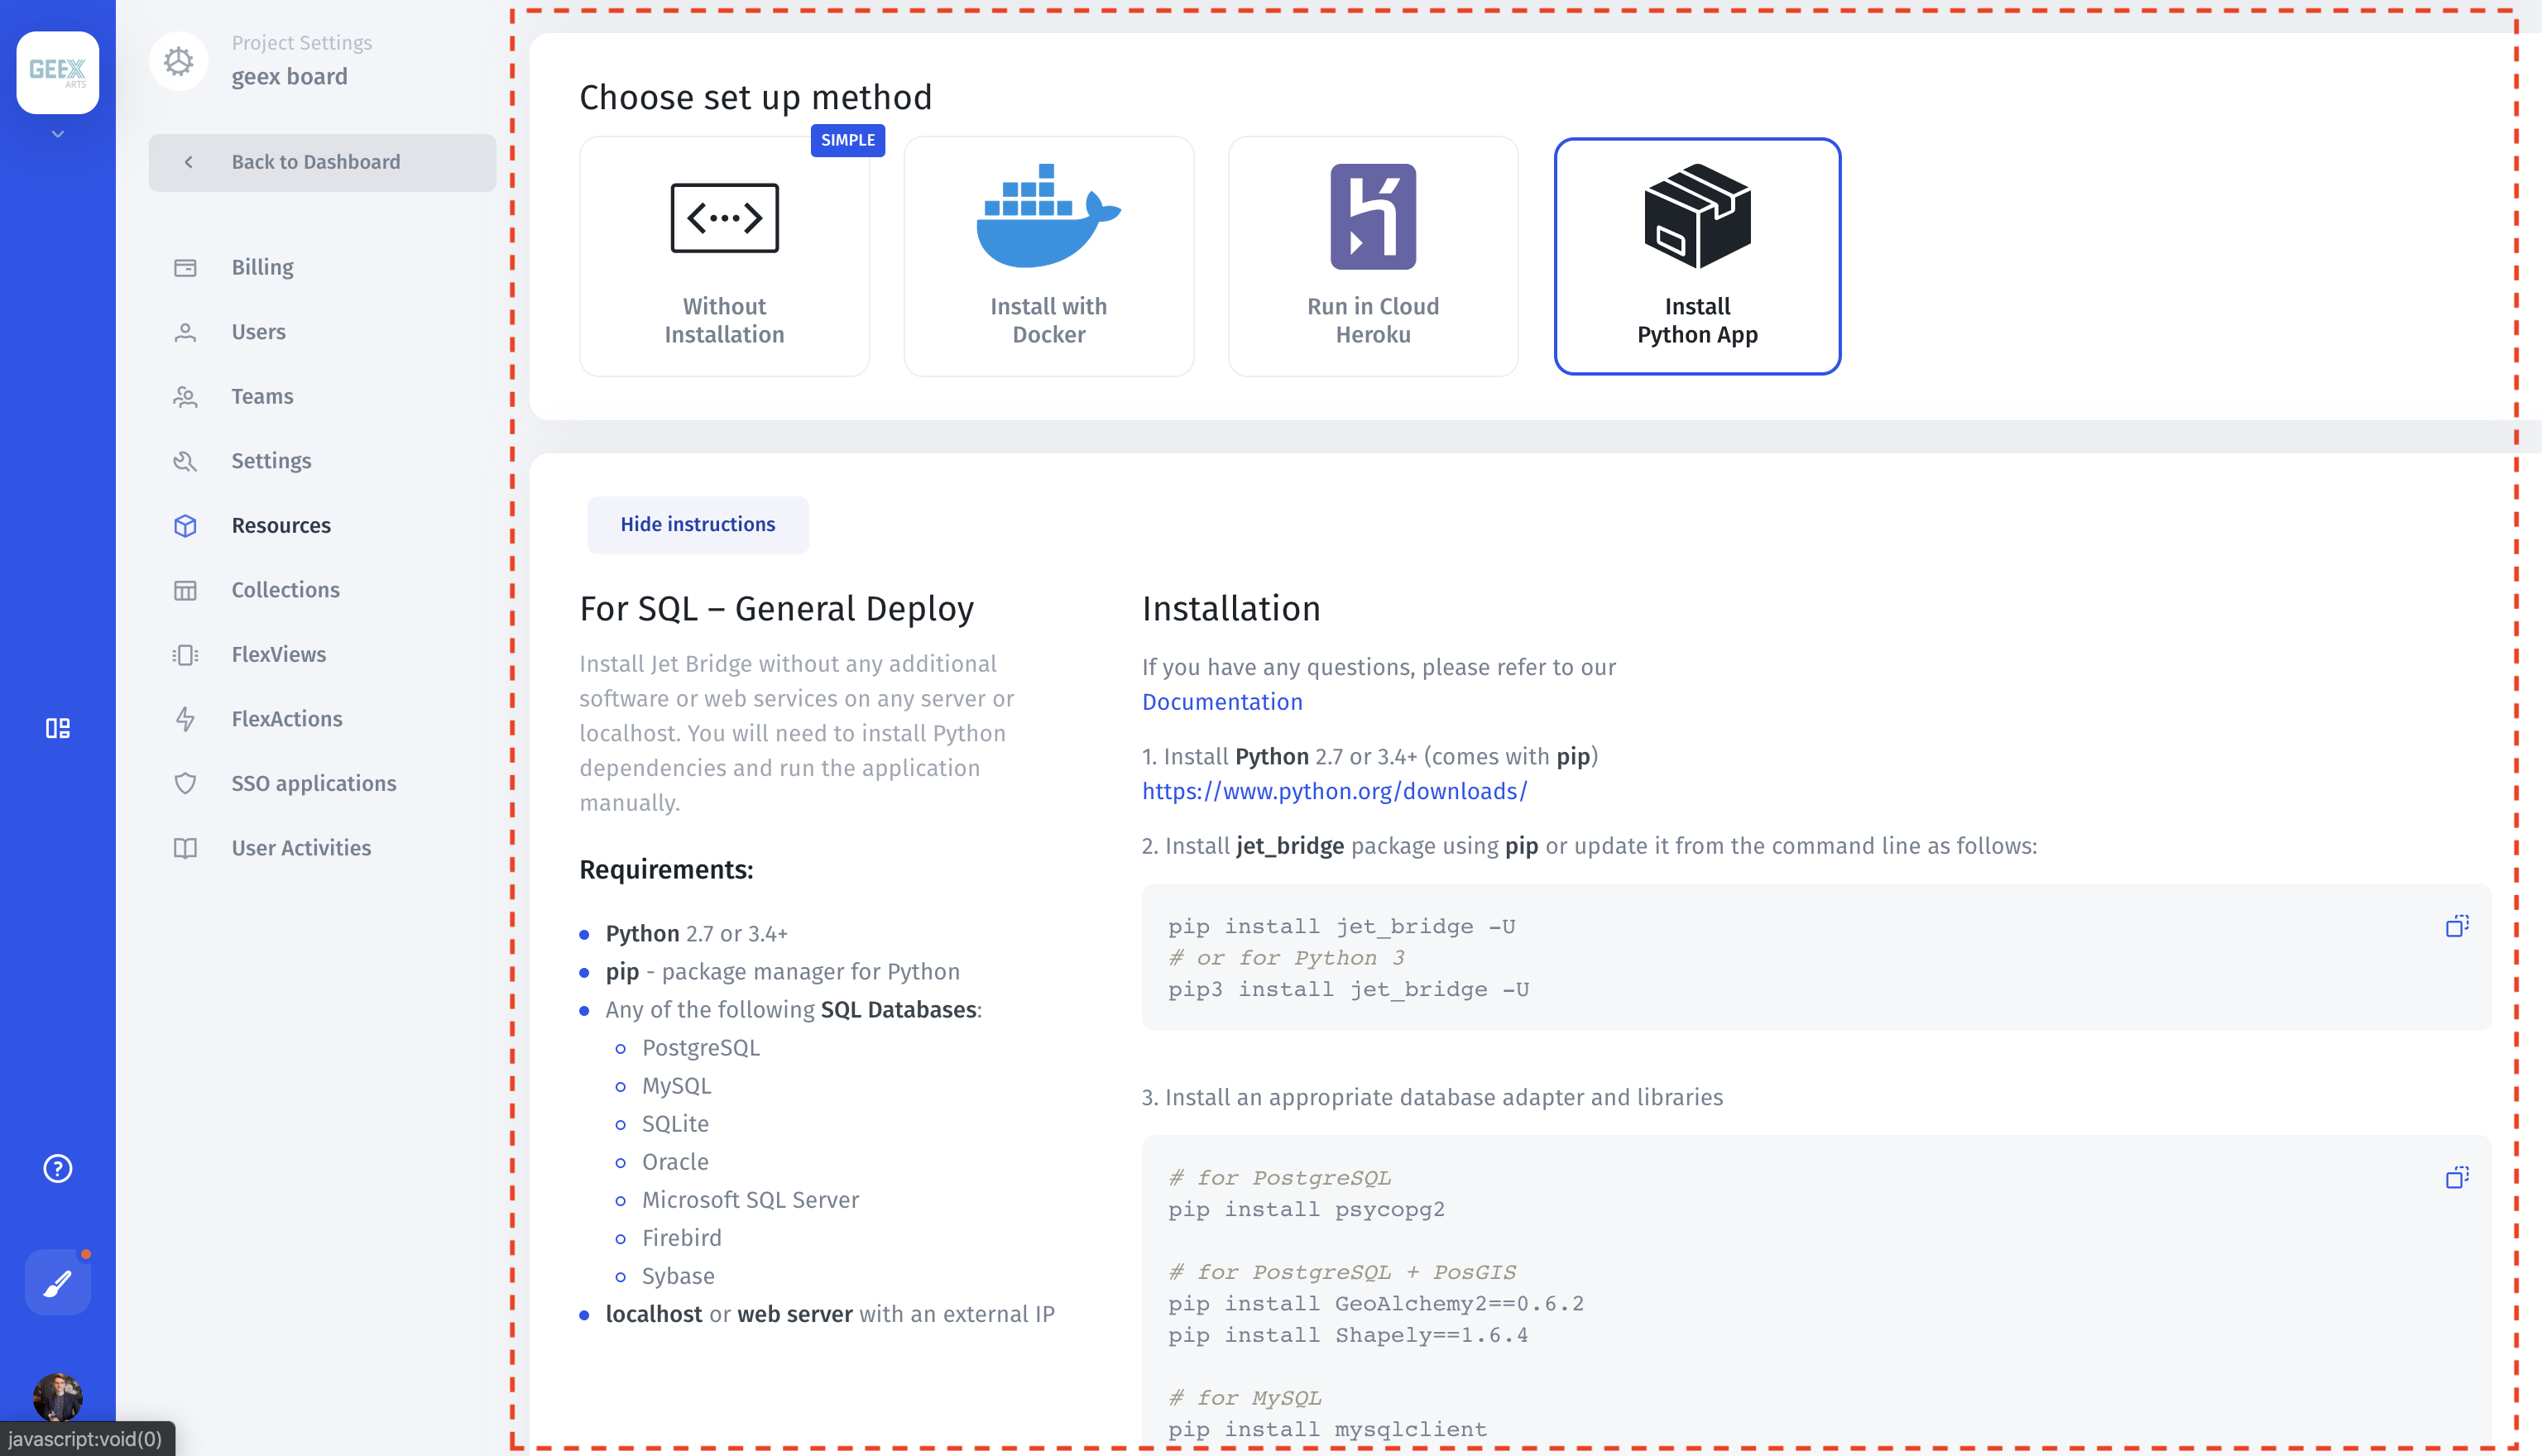 GEEX
ARTS
Project Settings
geex board
Back to Dashboard
Billing
Users
Teams
Settings
Resources
Collections
FlexViews
FlexActions
SSO applications
User Activities
?
javascript:void(0)
Choose set up method
SIMPLE
Without
Installation
Install with
Docker
Run in Cloud
Heroku
Install
Python App
Hide instructions
For SQL – General Deploy
Install Jet Bridge without any additional
software or web services on any server or
localhost. You will need to install Python
dependencies and run the application
manually.
Requirements:
Python 2.7 or 3.4+
pip - package manager for Python
Any of the following SQL Databases:
PostgreSQL
MySQL
SQLite
Oracle
Microsoft SQL Server
Firebird
Sybase
localhost or web server with an external IP
Installation
If you have any questions, please refer to our
Documentation
1. Install Python 2.7 or 3.4+ (comes with pip)
https://www.python.org/downloads/
2. Install jet_bridge package using pip or update it from the command line as follows:
pip install jet_bridge -U
# or for Python 3
pip3 install jet_bridge -U
3. Install an appropriate database adapter and libraries
# for PostgreSQL
pip install psycopg2
# for PostgreSQL + PosGIS
pip install GeoAlchemy2==0.6.2
pip install Shapely==1.6.4
# for MySQL
pip install mysqlclient